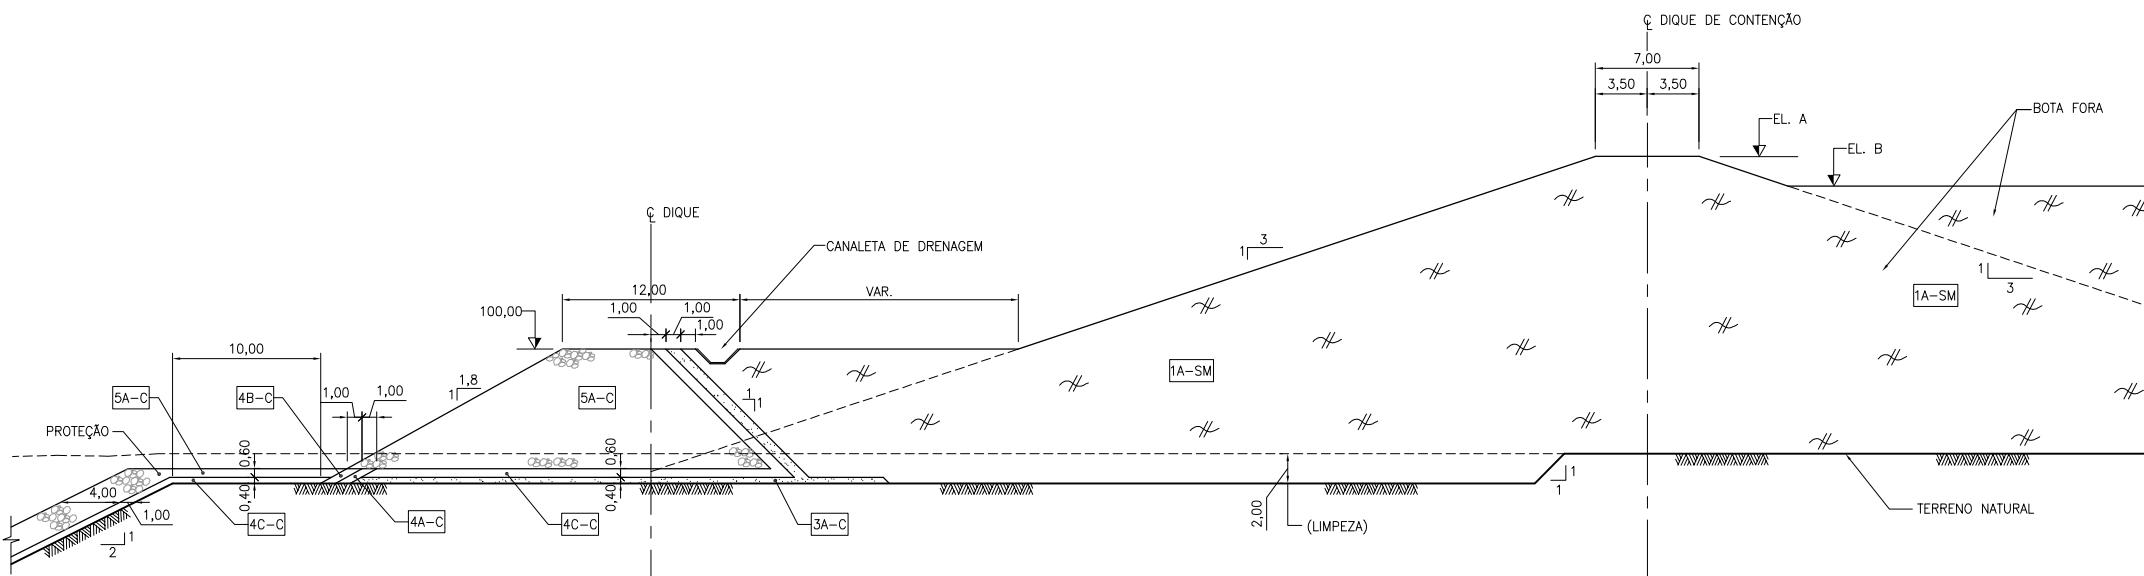 ℄ DIQUE DE CONTENÇÃO
7,00
3,50
3,50
BOTA FORA
EL. A
EL. B
℄ DIQUE
CANALETA DE DRENAGEM
1
3
12,00
VAR.
1,00
1,00
1,00
100,00
1
3
1A-SM
10,00
1
1,8
1A-SM
5A-C
4B-C
1,00
1,00
5A-C
1
1
PROTEÇÃO
0,60
0,60
4,00
0,40
0,40
1,00
4C-C
4A-C
4C-C
3A-C
2,00
(LIMPEZA)
1
1
TERRENO NATURAL
1
2